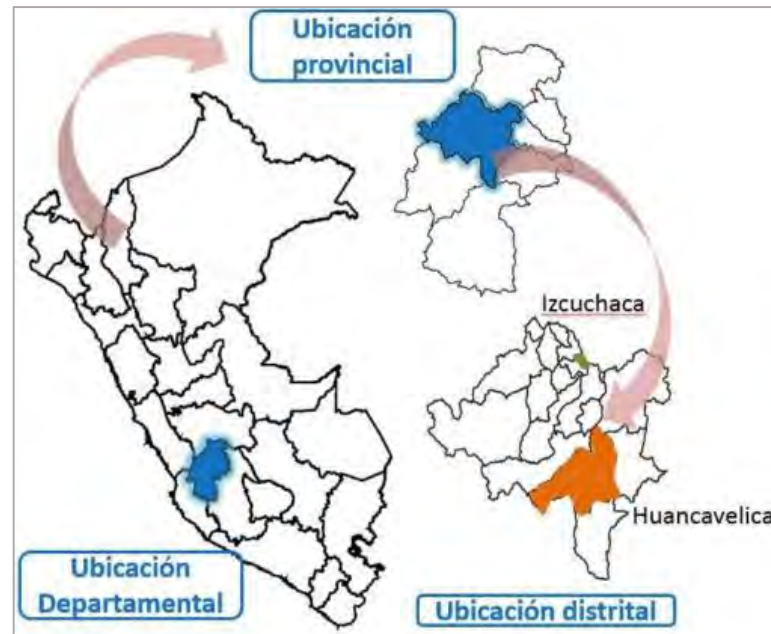 Ubicación
provincial
Izcuchaca
Huancavelica
Ubicación
Departamental
Ubicación distrital